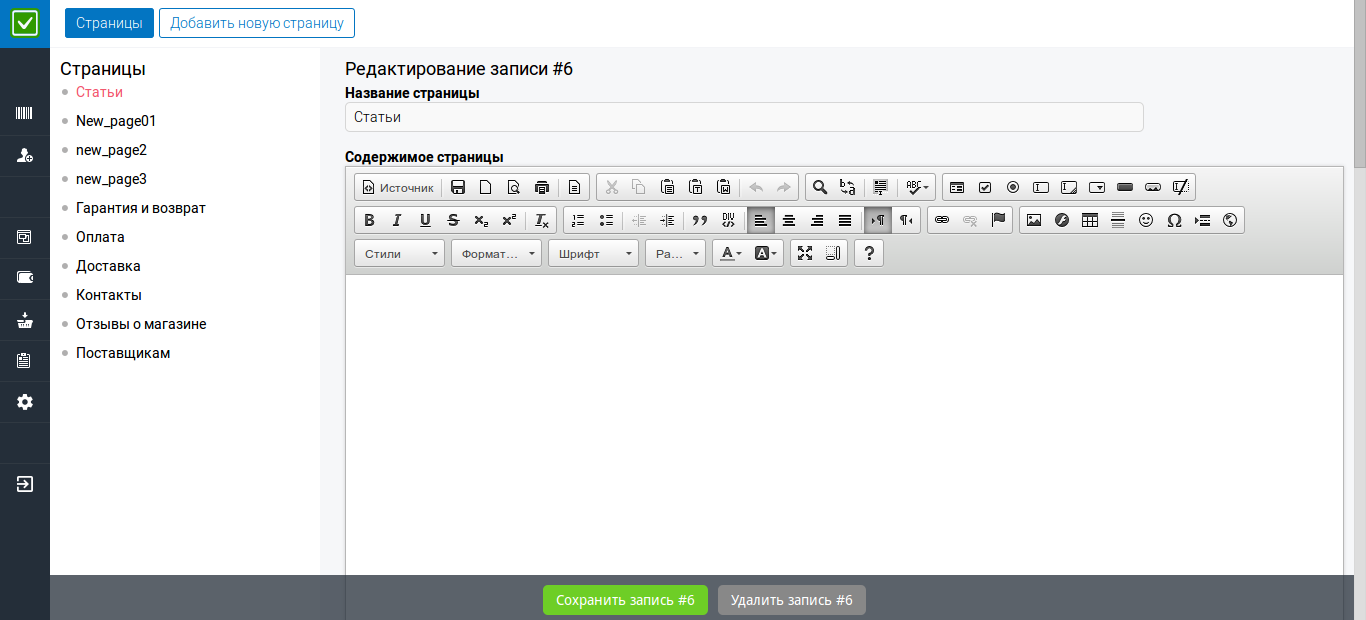 Страницы Добавить новую страницу
Страницы
Статьи
New_page01
new_page2
new_page3
Гарантия и возврат
Оплата
Доставка
Контакты
Отзывы о магазине
Поставщикам
Редактирование записи #6
Название страницы
Статьи
Содержимое страницы
Источник
Стили Формат... Шрифт Ра...
Сохранить запись #6 Удалить запись #6